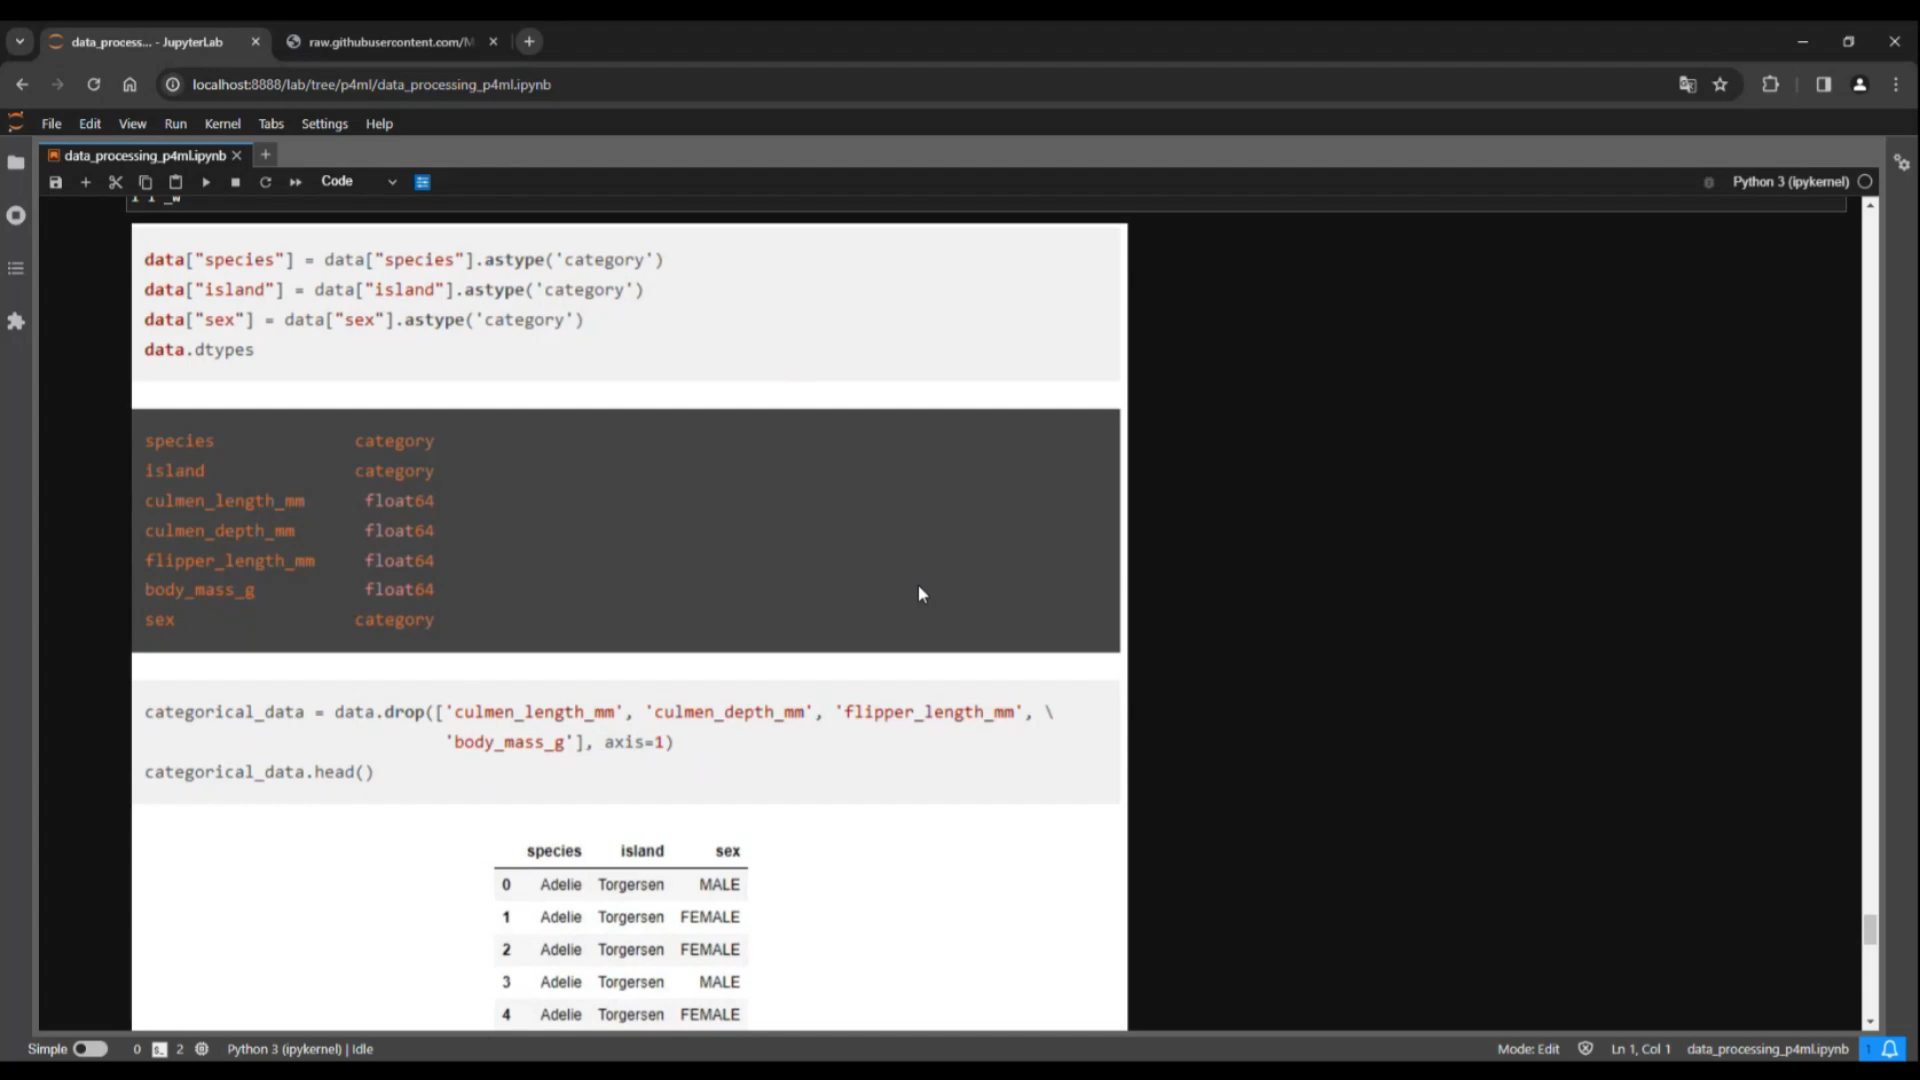 data_process... - JupyterLab
raw.githubusercontent.com/M
localhost:8888/lab/tree/p4ml/data_processing_p4ml.ipynb
File Edit View Run Kernel Tabs Settings Help
data_processing_p4ml.ipynb
Code
Python 3 (ipykernel)
data["species"] = data["species"].astype('category')
data["island"] = data["island"].astype('category')
data["sex"] = data["sex"].astype('category')
data.dtypes
species category
island category
culmen_length_mm float64
culmen_depth_mm float64
flipper_length_mm float64
body_mass_g float64
sex category
categorical_data = data.drop(['culmen_length_mm', 'culmen_depth_mm', 'flipper_length_mm', \
'body_mass_g'], axis=1)
categorical_data.head()
species island sex
0 Adelie Torgersen MALE
1 Adelie Torgersen FEMALE
2 Adelie Torgersen FEMALE
3 Adelie Torgersen MALE
4 Adelie Torgersen FEMALE
Simple 0 2 Python 3 (ipykernel) | Idle Mode: Edit Ln 1, Col 1 data_processing_p4ml.ipynb 1